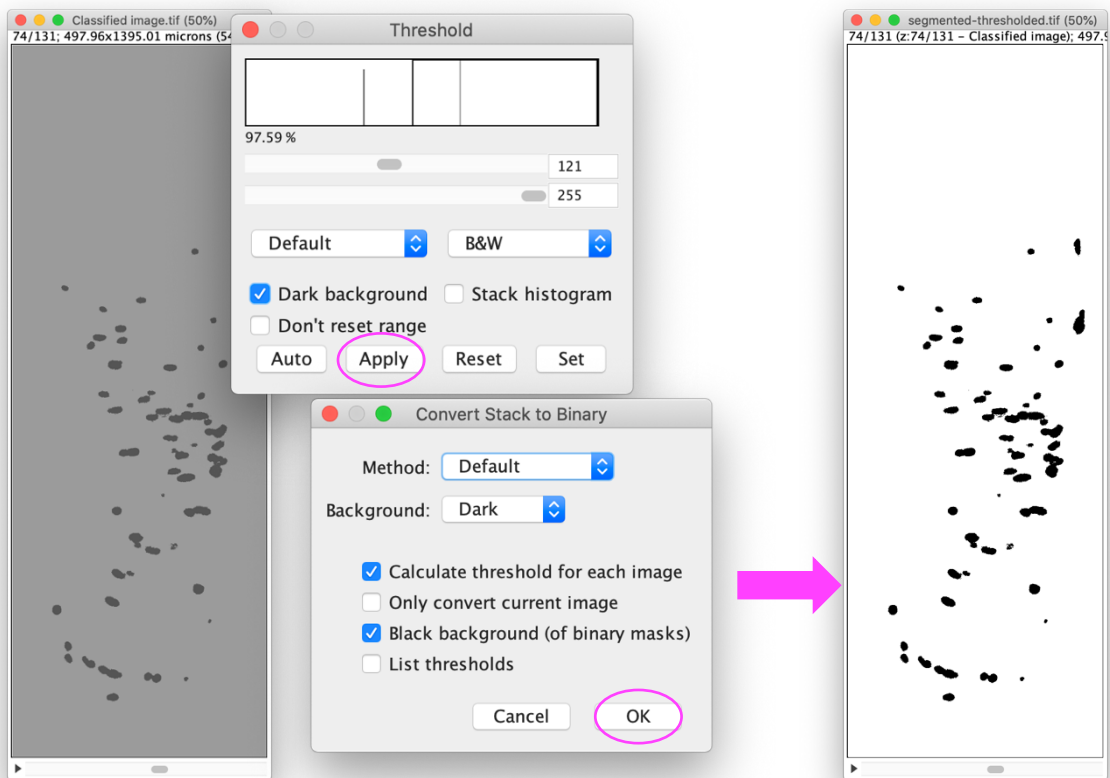 Classified image.tif (50%)
74/131; 497.96x1395.01 microns (54
Threshold
97.59 %
121
255
Default
B&W
Dark background
Stack histogram
Don't reset range
Auto
Apply
Reset
Set
Convert Stack to Binary
Method: Default
Background: Dark
Calculate threshold for each image
Only convert current image
Black background (of binary masks)
List thresholds
Cancel
OK
segmented-thresholded.tif (50%)
74/131 (z:74/131 - Classified image); 497.9